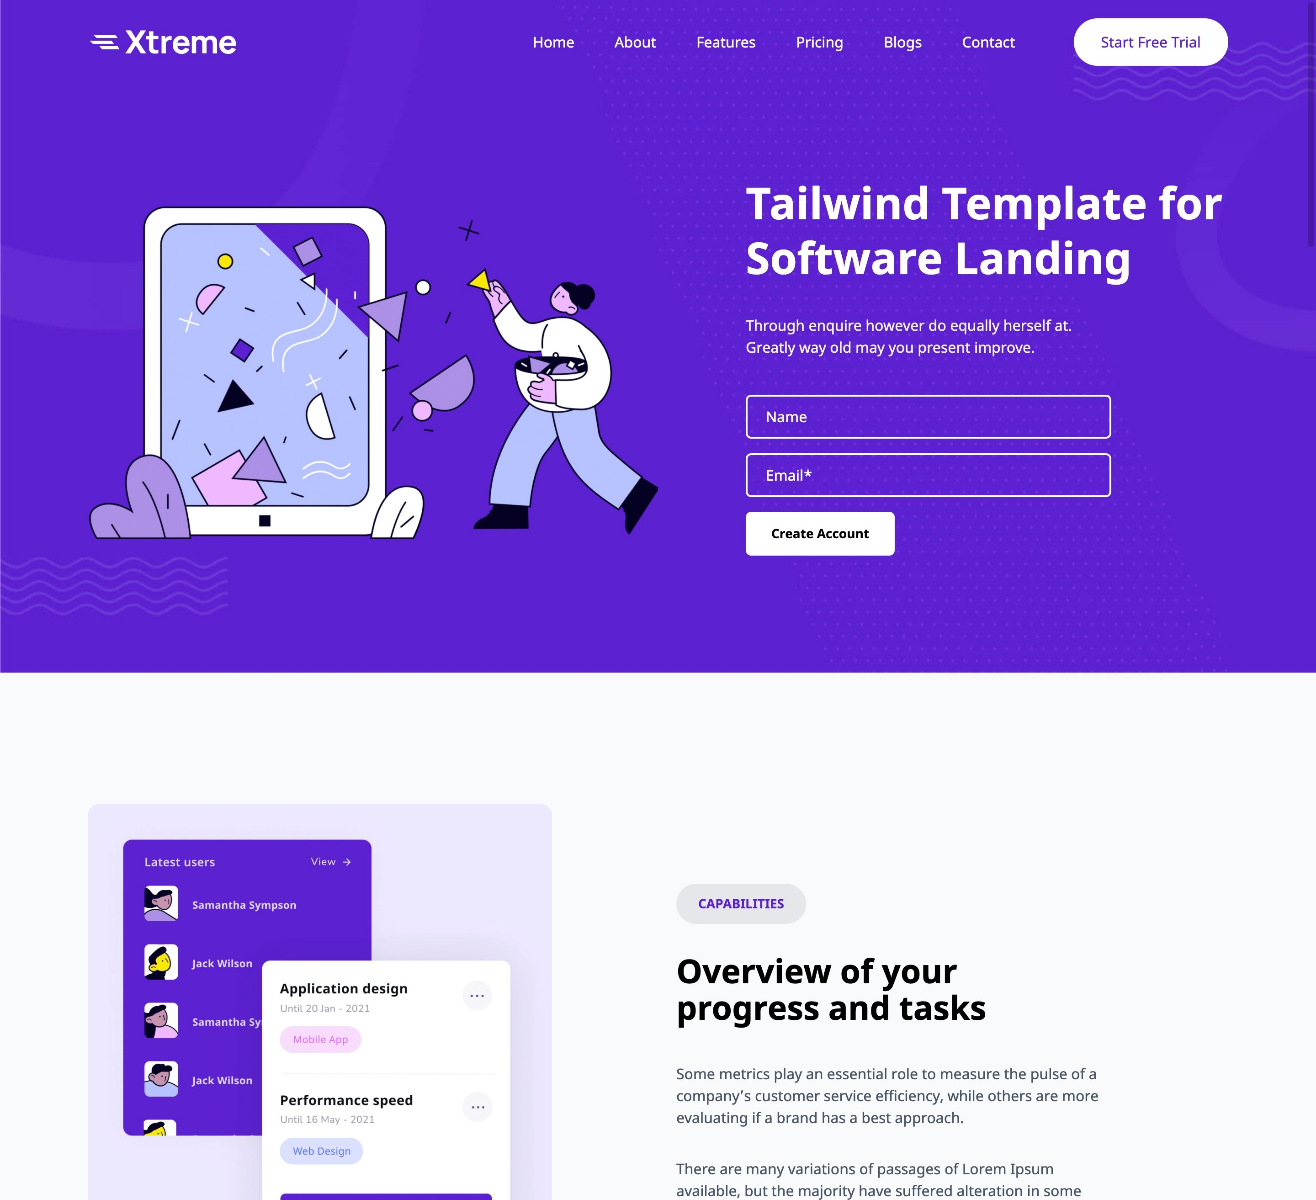 Xtreme
Home
About
Features
Pricing
Blogs
Contact
Start Free Trial
Tailwind Template for
Software Landing
Through enquire however do equally herself at.
Greatly way old may you present improve.
Name
Email*
Create Account
Latest users
View
Samantha Sympson
Jack Wilson
Samantha Sy
Jack Wilson
Application design
Until 20 Jan - 2021
Mobile App
Performance speed
Until 16 May - 2021
Web Design
CAPABILITIES
Overview of your
progress and tasks
Some metrics play an essential role to measure the pulse of a
company’s customer service efficiency, while others are more
evaluating if a brand has a best approach.
There are many variations of passages of Lorem Ipsum
available, but the majority have suffered alteration in some